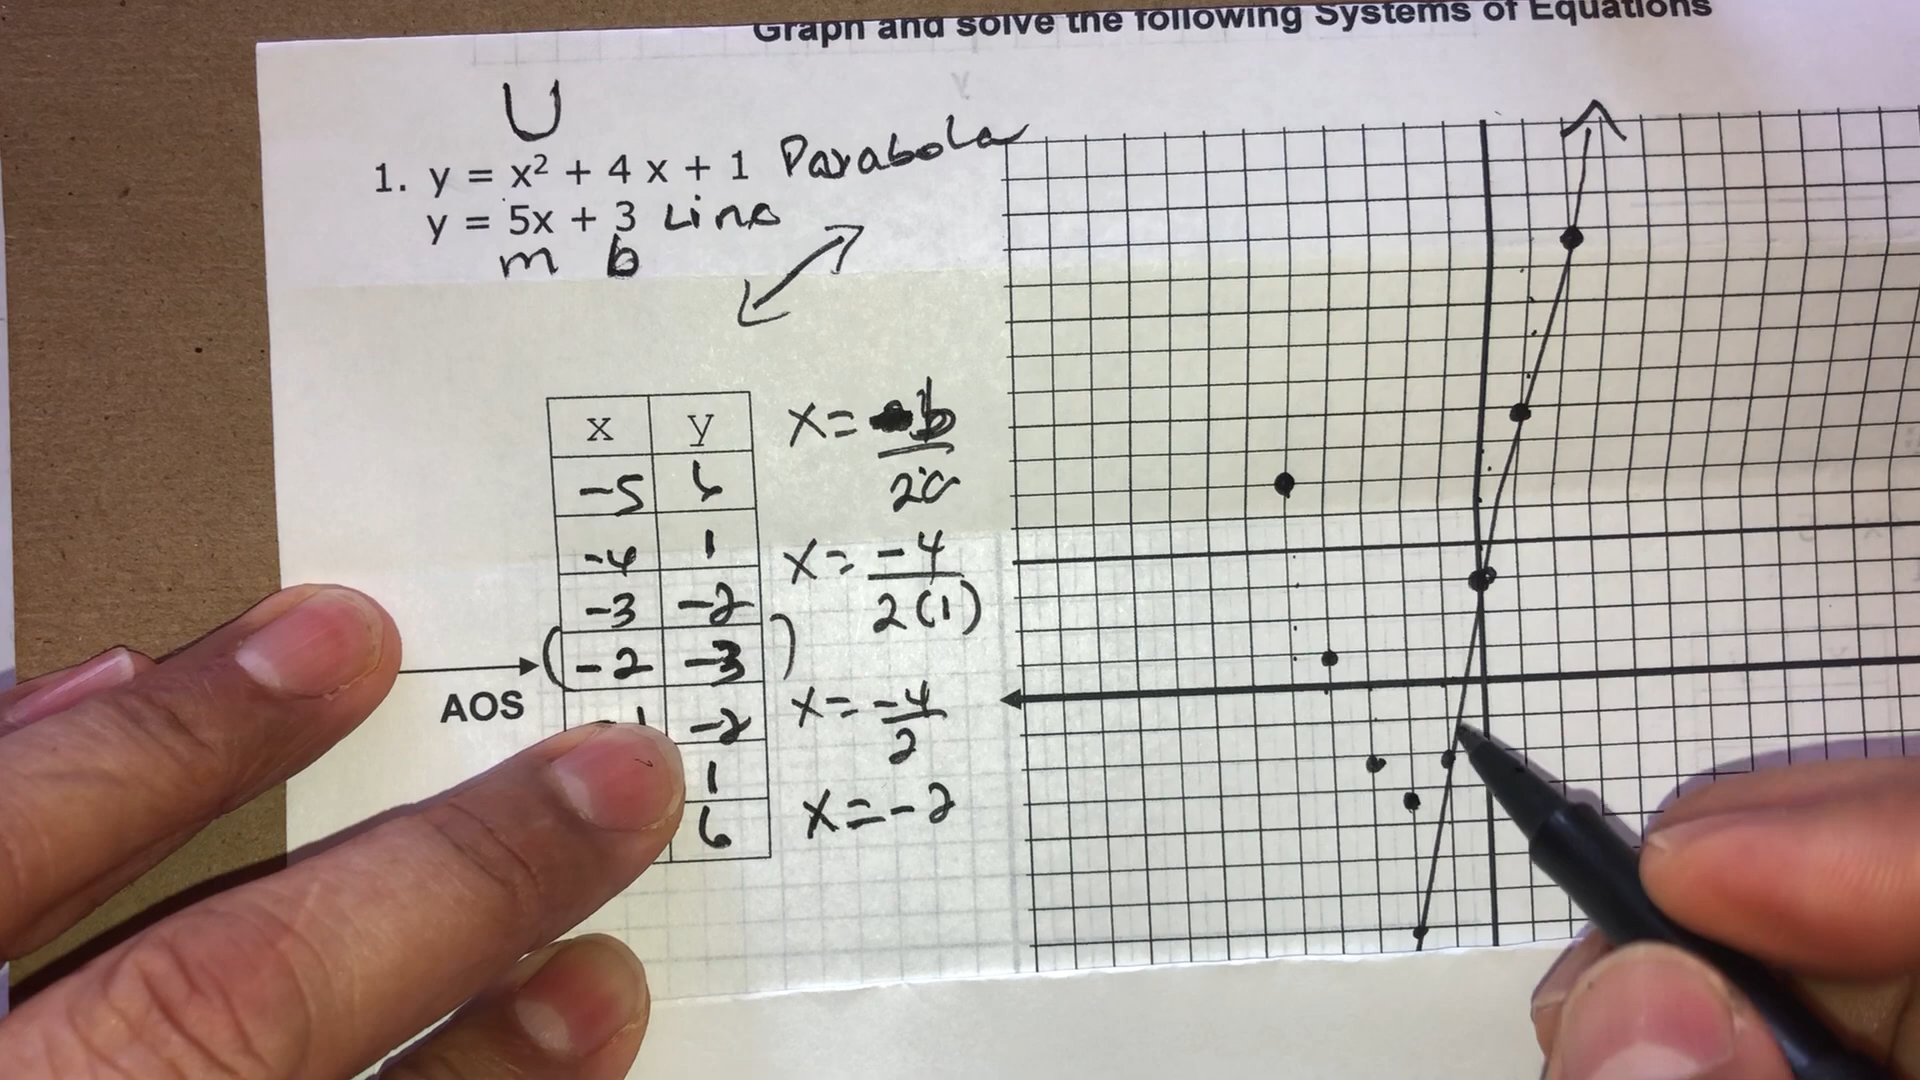 Graph and solve the following Systems of Equations
U
1. y = x² + 4 x + 1 Parabola
y = 5x + 3 Line
m b
x y
-5 6
-4 1
-3 -2
(-2 -3)
-2
1
6
AOS
x = -b/2a
x = -4/2(1)
x = -4/2
x = -2